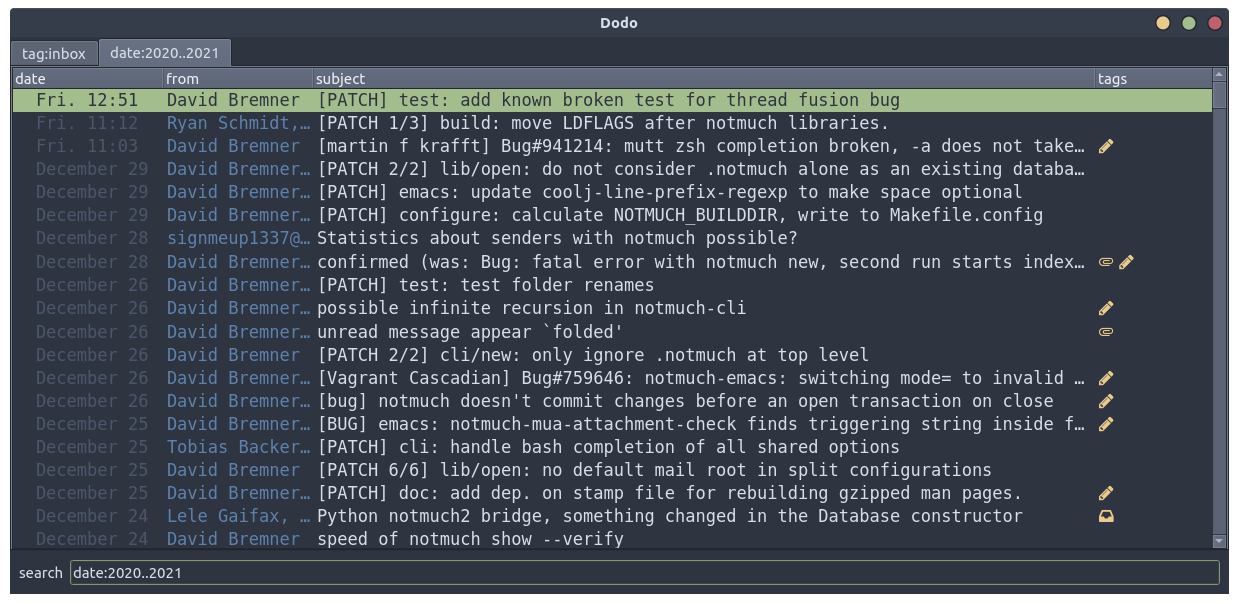 Dodo
tag:inbox date:2020..2021
date from subject tags
Fri. 12:51 David Bremner [PATCH] test: add known broken test for thread fusion bug
Fri. 11:12 Ryan Schmidt,… [PATCH 1/3] build: move LDFLAGS after notmuch libraries.
Fri. 11:03 David Bremner [martin f krafft] Bug#941214: mutt zsh completion broken, -a does not take…
December 29 David Bremner… [PATCH 2/2] lib/open: do not consider .notmuch alone as an existing databa…
December 29 David Bremner… [PATCH] emacs: update coolj-line-prefix-regexp to make space optional
December 29 David Bremner… [PATCH] configure: calculate NOTMUCH_BUILDDIR, write to Makefile.config
December 28 signmeup1337@… Statistics about senders with notmuch possible?
December 28 David Bremner… confirmed (was: Bug: fatal error with notmuch new, second run starts index…
December 26 David Bremner… [PATCH] test: test folder renames
December 26 David Bremner… possible infinite recursion in notmuch-cli
December 26 David Bremner… unread message appear `folded'
December 26 David Bremner [PATCH 2/2] cli/new: only ignore .notmuch at top level
December 26 David Bremner… [Vagrant Cascadian] Bug#759646: notmuch-emacs: switching mode= to invalid …
December 26 David Bremner… [bug] notmuch doesn't commit changes before an open transaction on close
December 25 David Bremner… [BUG] emacs: notmuch-mua-attachment-check finds triggering string inside f…
December 25 Tobias Backer… [PATCH] cli: handle bash completion of all shared options
December 25 David Bremner [PATCH 6/6] lib/open: no default mail root in split configurations
December 25 David Bremner… [PATCH] doc: add dep. on stamp file for rebuilding gzipped man pages.
December 24 Lele Gaifax, … Python notmuch2 bridge, something changed in the Database constructor
December 24 David Bremner speed of notmuch show --verify
search date:2020..2021